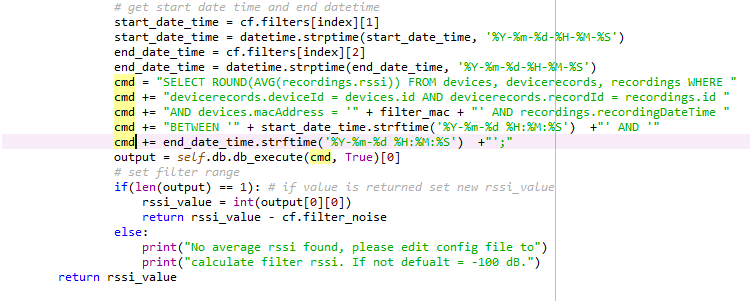 # get start date time and end datetime
start_date_time = cf.filters[index][1]
start_date_time = datetime.strptime(start_date_time, '%Y-%m-%d-%H-%M-%S')
end_date_time = cf.filters[index][2]
end_date_time = datetime.strptime(end_date_time, '%Y-%m-%d-%H-%M-%S')
cmd = "SELECT ROUND(AVG(recordings.rssi)) FROM devices, devicerecords, recordings WHERE "
cmd += "devicerecords.deviceId = devices.id AND devicerecords.recordId = recordings.id "
cmd += "AND devices.macAddress = '" + filter_mac + "' AND recordings.recordingDateTime "
cmd += "BETWEEN '" + start_date_time.strftime('%Y-%m-%d %H:%M:%S')  +"' AND '"
cmd += end_date_time.strftime('%Y-%m-%d %H:%M:%S')  +"';"
output = self.db.db_execute(cmd, True)[0]
# set filter range
if(len(output) == 1): # if value is returned set new rssi_value
    rssi_value = int(output[0][0])
    return rssi_value - cf.filter_noise
else:
    print("No average rssi found, please edit config file to")
    print("calculate filter rssi. If not defualt = -100 dB.")
return rssi_value